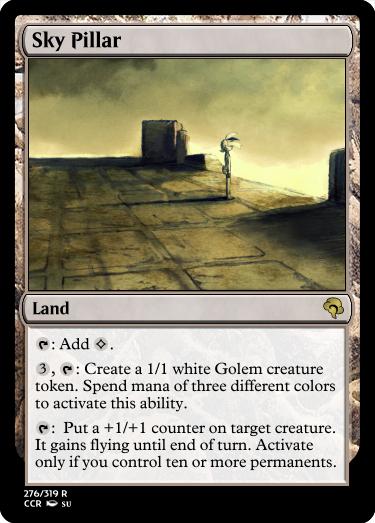 Sky Pillar
Land
: Add .
3, : Create a 1/1 white Golem creature
token. Spend mana of three different colors
to activate this ability.
: Put a +1/+1 counter on target creature.
It gains flying until end of turn. Activate
only if you control ten or more permanents.
276/319 R
CCR SU